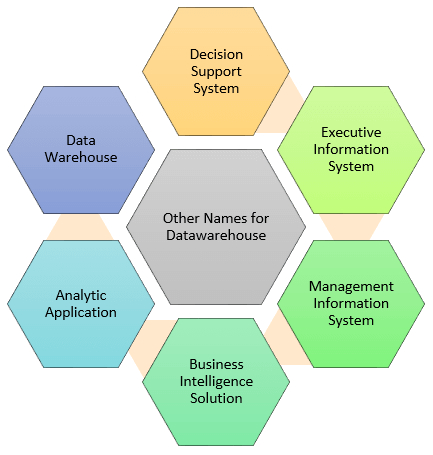 Decision
Support
System
Executive
Information
System
Management
Information
System
Business
Intelligence
Solution
Analytic
Application
Data
Warehouse
Other Names for
Datawarehouse